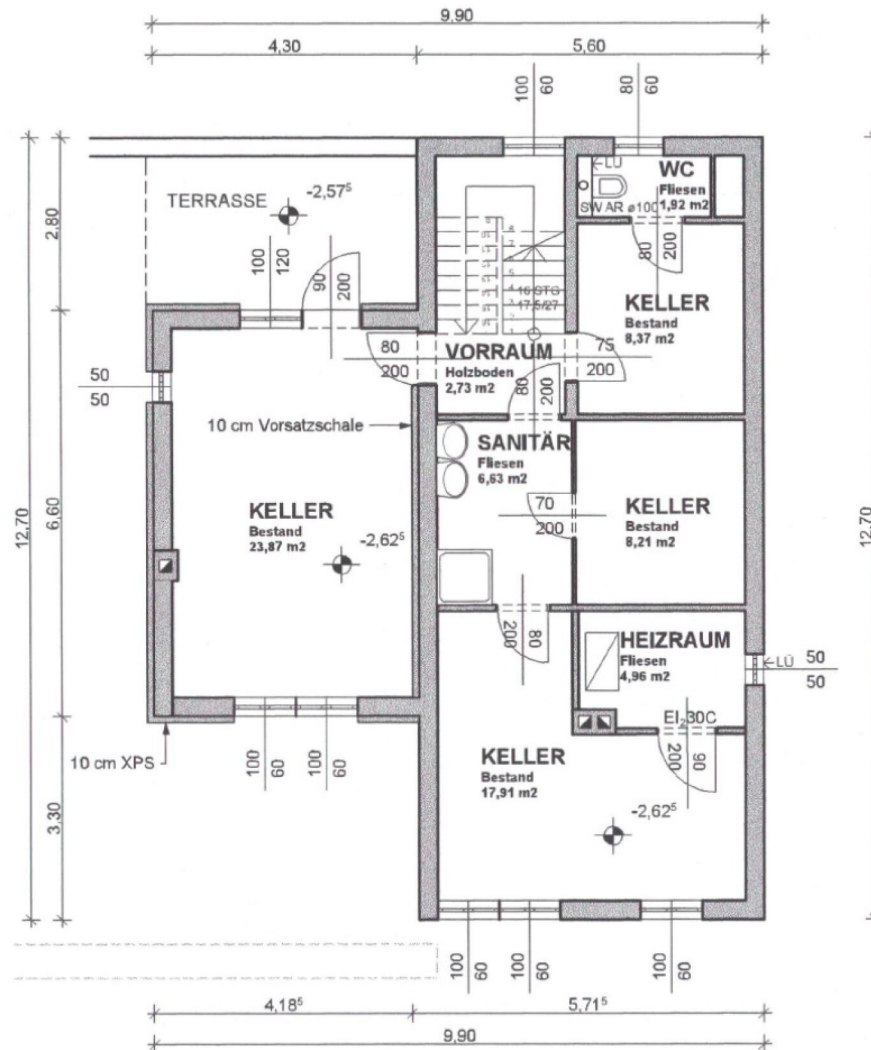 9,90
4,30
5,60
100
60
80
60
TERRASSE
-2,57⁵
LÜ
WC
Fliesen
1,92 m2
SW AR ø100
2,80
100
120
90
200
80
200
KELLER
Bestand
8,37 m2
16 STG
17,5/27
80
200
VORRAUM
Holzboden
2,73 m2
75
200
80
200
50
50
10 cm Vorsatzschale
SANITÄR
Fliesen
6,63 m2
12,70
6,60
KELLER
Bestand
23,87 m2
-2,62⁵
70
200
KELLER
Bestand
8,21 m2
12,70
200
80
HEIZRAUM
Fliesen
4,96 m2
LÜ
50
50
EI₂30C
200
90
10 cm XPS
100
60
100
60
KELLER
Bestand
17,91 m2
-2,62⁵
3,30
100
60
100
60
100
60
4,18⁵
5,71⁵
9,90